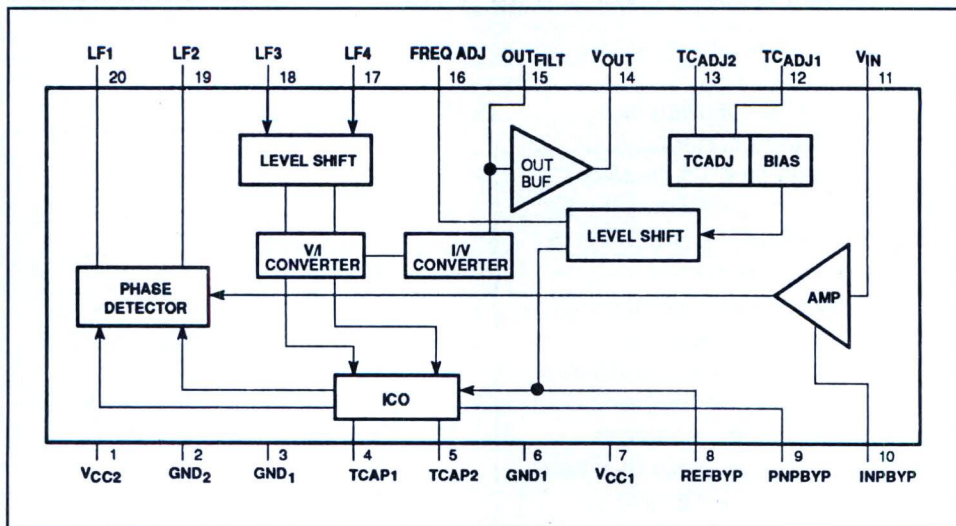 LF1 LF2 LF3 LF4 FREQ ADJ OUTFILT VOUT TCADJ2 TCADJ1 VIN
20 19 18 17 16 15 14 13 12 11
LEVEL SHIFT
OUT
BUF
TCADJ BIAS
LEVEL SHIFT
V/I
CONVERTER
I/V
CONVERTER
PHASE
DETECTOR
AMP
ICO
1 2 3 4 5 6 7 8 9 10
VCC2 GND2 GND1 TCAP1 TCAP2 GND1 VCC1 REFBYP PNPBYP INPBYP